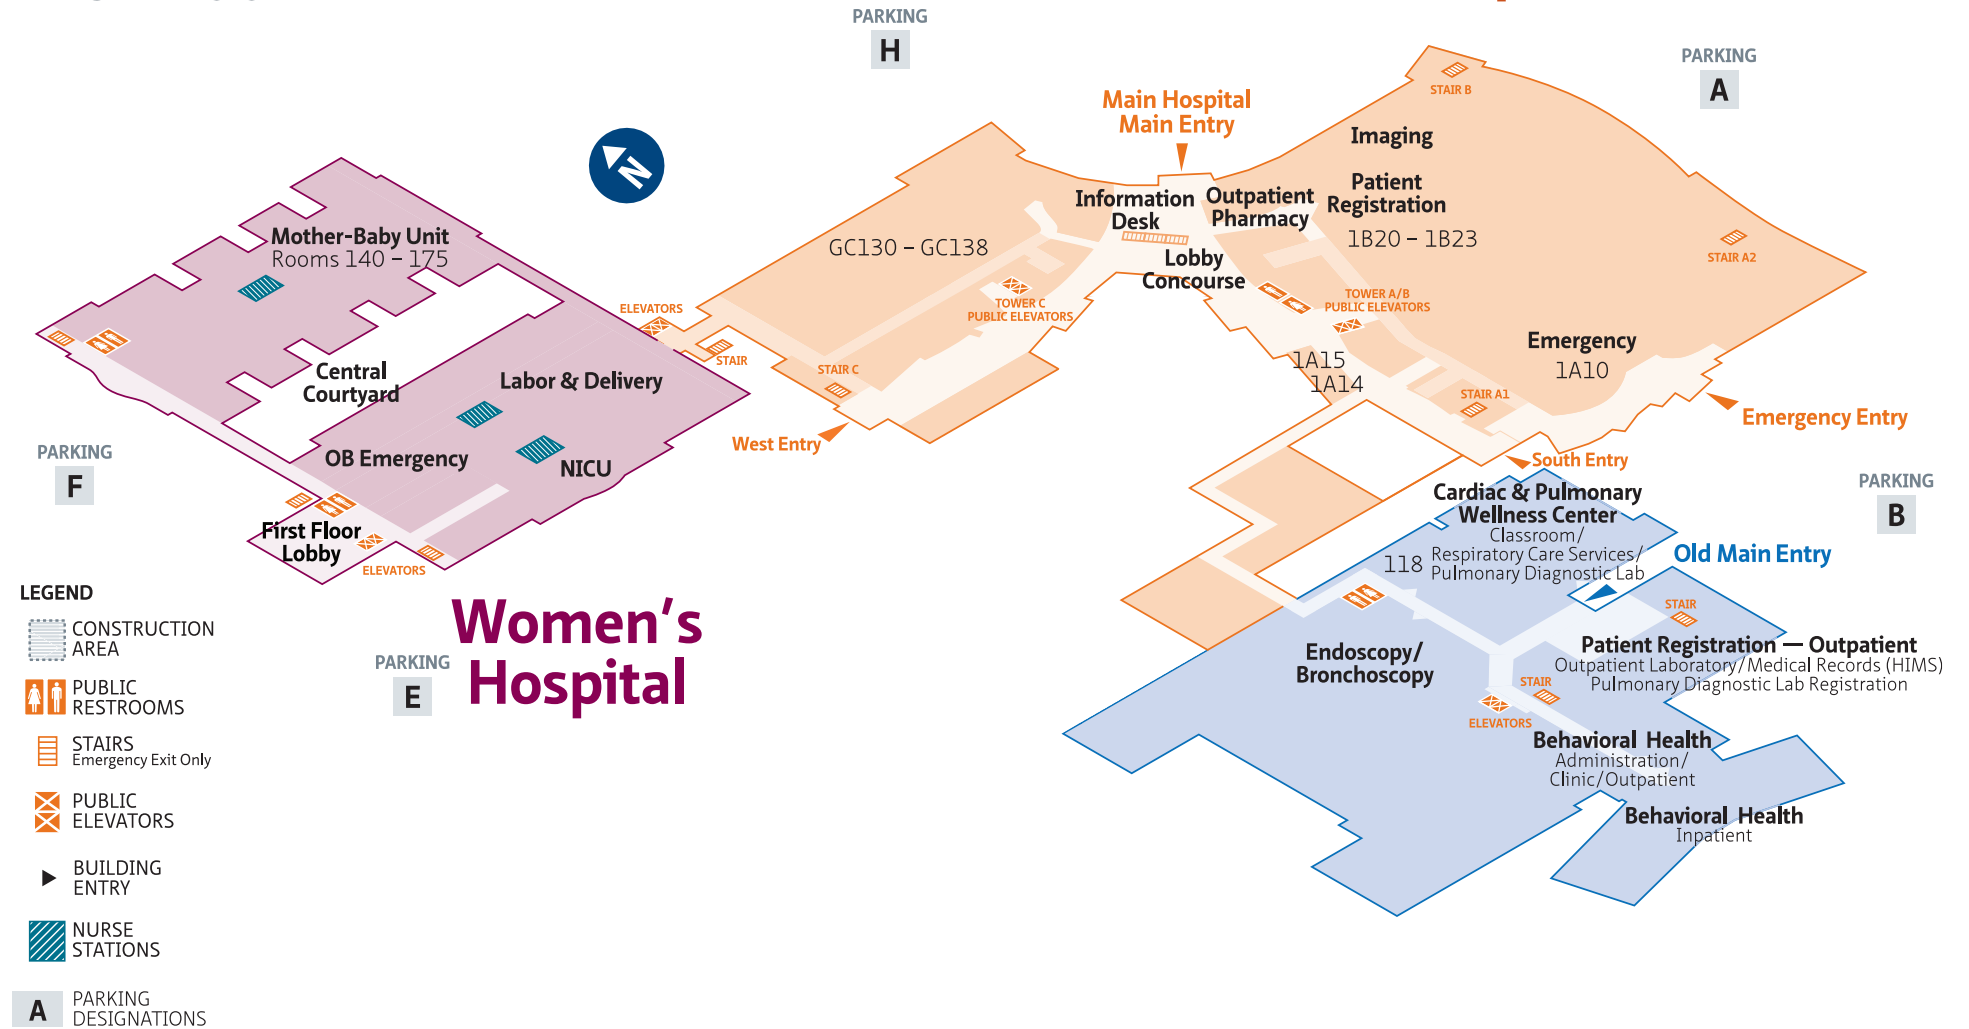 PARKING
H
PARKING
A
STAIR B
Main Hospital
Main Entry
Imaging
N
Information
Desk
Outpatient
Pharmacy
Patient
Registration
1B20 – 1B23
Mother-Baby Unit
Rooms 140 – 175
GC130 – GC138
Lobby
Concourse
STAIR A2
ELEVATORS
TOWER C
PUBLIC ELEVATORS
TOWER A/B
PUBLIC ELEVATORS
STAIR
STAIR C
1A15
1A14
Emergency
1A10
STAIR A1
Central
Courtyard
Labor & Delivery
West Entry
Emergency Entry
OB Emergency
NICU
South Entry
PARKING
F
PARKING
B
Cardiac & Pulmonary
Wellness Center
Classroom/
Respiratory Care Services/
Pulmonary Diagnostic Lab
118
Old Main Entry
First Floor
Lobby
ELEVATORS
Women’s
Hospital
PARKING
E
STAIR
Endoscopy/
Bronchoscopy
Patient Registration — Outpatient
Outpatient Laboratory/Medical Records (HIMS)
Pulmonary Diagnostic Lab Registration
STAIR
ELEVATORS
Behavioral Health
Administration/
Clinic/Outpatient
Behavioral Health
Inpatient
LEGEND
CONSTRUCTION
AREA
PUBLIC
RESTROOMS
STAIRS
Emergency Exit Only
PUBLIC
ELEVATORS
BUILDING
ENTRY
NURSE
STATIONS
A
PARKING
DESIGNATIONS